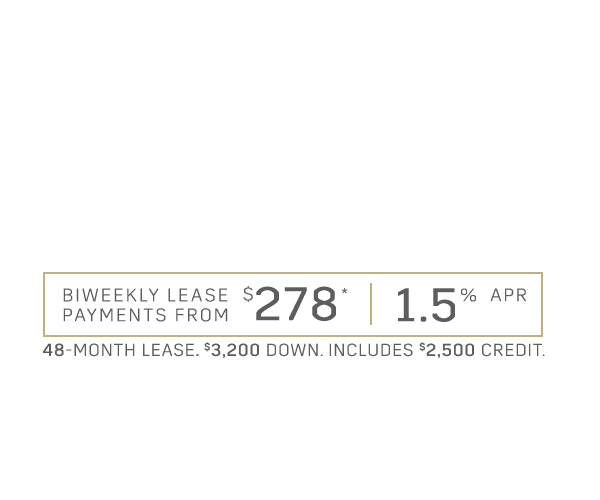 BIWEEKLY LEASE
PAYMENTS FROM $278* 1.5% APR
48-MONTH LEASE. $3,200 DOWN. INCLUDES $2,500 CREDIT.